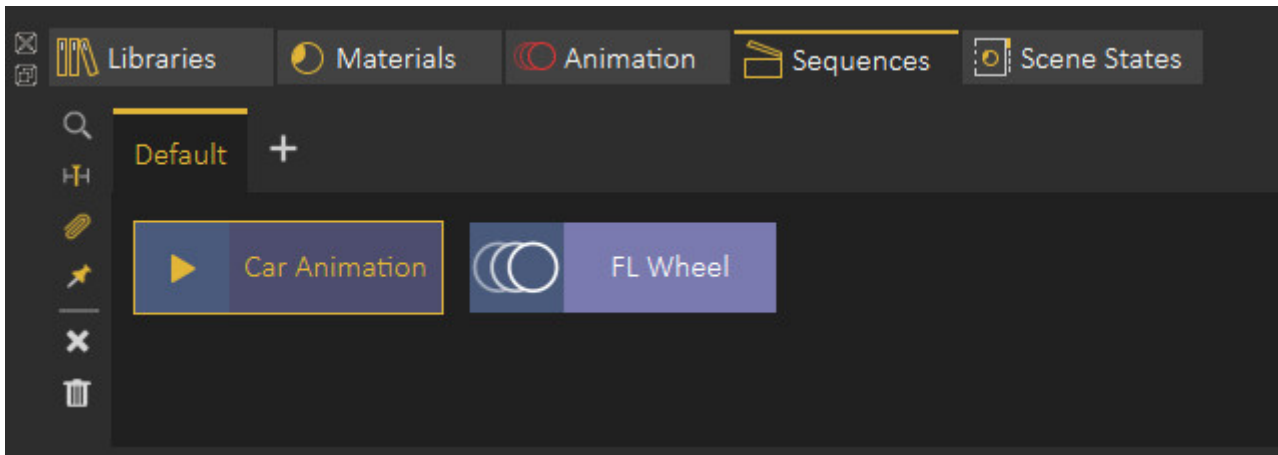 Libraries
Materials
Animation
Sequences
Scene States
Default
Car Animation
FL Wheel